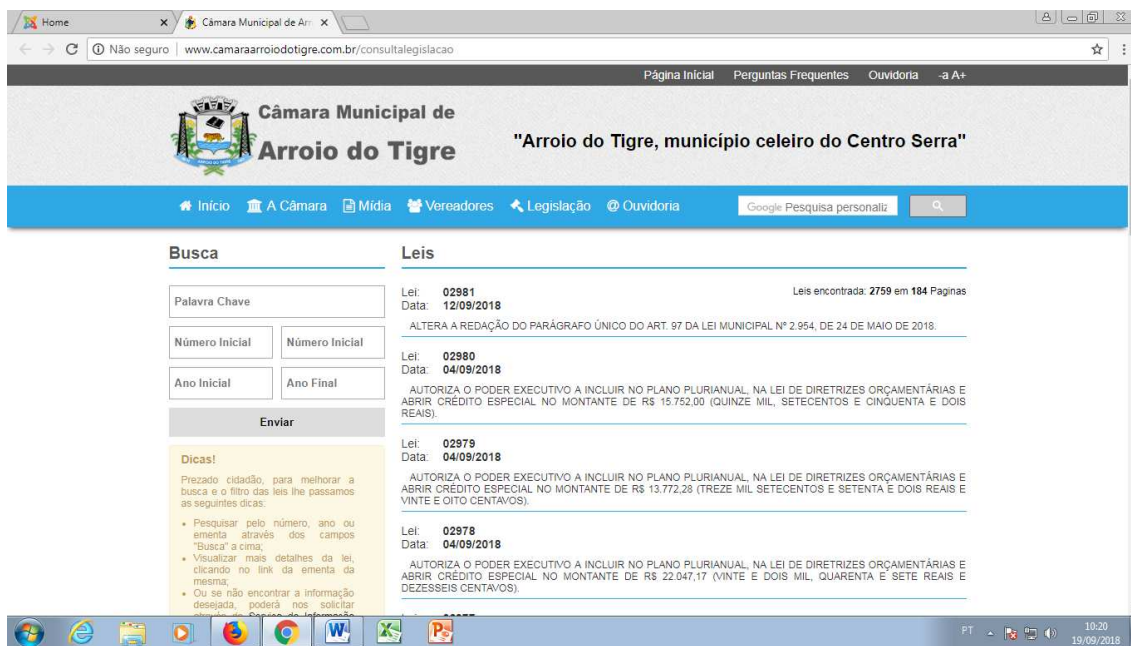 Home
Câmara Municipal de Arr
Não seguro
www.camaraarroiodotigre.com.br/consultalegislacao
Página Inicial Perguntas Frequentes Ouvidoria -a A+
Câmara Municipal de
Arroio do Tigre
"Arroio do Tigre, município celeiro do Centro Serra"
Início A Câmara Mídia Vereadores Legislação @ Ouvidoria
Google Pesquisa personaliz
Busca
Palavra Chave
Número Inicial Número Inicial
Ano Inicial Ano Final
Enviar
Dicas!
Prezado cidadão, para melhorar a
busca e o filtro das leis lhe passamos
as seguintes dicas:
• Pesquisar pelo número, ano ou
ementa através dos campos
"Busca" a cima;
• Visualizar mais detalhes da lei,
clicando no link da ementa da
mesma;
• Ou se não encontrar a informação
desejada, poderá nos solicitar
através do Serviço de Informação
Leis
Lei: 02981
Leis encontrada: 2759 em 184 Paginas
Data: 12/09/2018
ALTERA A REDAÇÃO DO PARÁGRAFO ÚNICO DO ART. 97 DA LEI MUNICIPAL Nº 2.954, DE 24 DE MAIO DE 2018.
Lei: 02980
Data: 04/09/2018
AUTORIZA O PODER EXECUTIVO A INCLUIR NO PLANO PLURIANUAL, NA LEI DE DIRETRIZES ORÇAMENTÁRIAS E
ABRIR CRÉDITO ESPECIAL NO MONTANTE DE R$ 15.752,00 (QUINZE MIL, SETECENTOS E CINQUENTA E DOIS
REAIS).
Lei: 02979
Data: 04/09/2018
AUTORIZA O PODER EXECUTIVO A INCLUIR NO PLANO PLURIANUAL, NA LEI DE DIRETRIZES ORÇAMENTÁRIAS E
ABRIR CRÉDITO ESPECIAL NO MONTANTE DE R$ 13.772,28 (TREZE MIL SETECENTOS E SETENTA E DOIS REAIS E
VINTE E OITO CENTAVOS).
Lei: 02978
Data: 04/09/2018
AUTORIZA O PODER EXECUTIVO A INCLUIR NO PLANO PLURIANUAL, NA LEI DE DIRETRIZES ORÇAMENTÁRIAS E
ABRIR CRÉDITO ESPECIAL NO MONTANTE DE R$ 22.047,17 (VINTE E DOIS MIL, QUARENTA E SETE REAIS E
DEZESSEIS CENTAVOS).
PT
10:20
19/09/2018